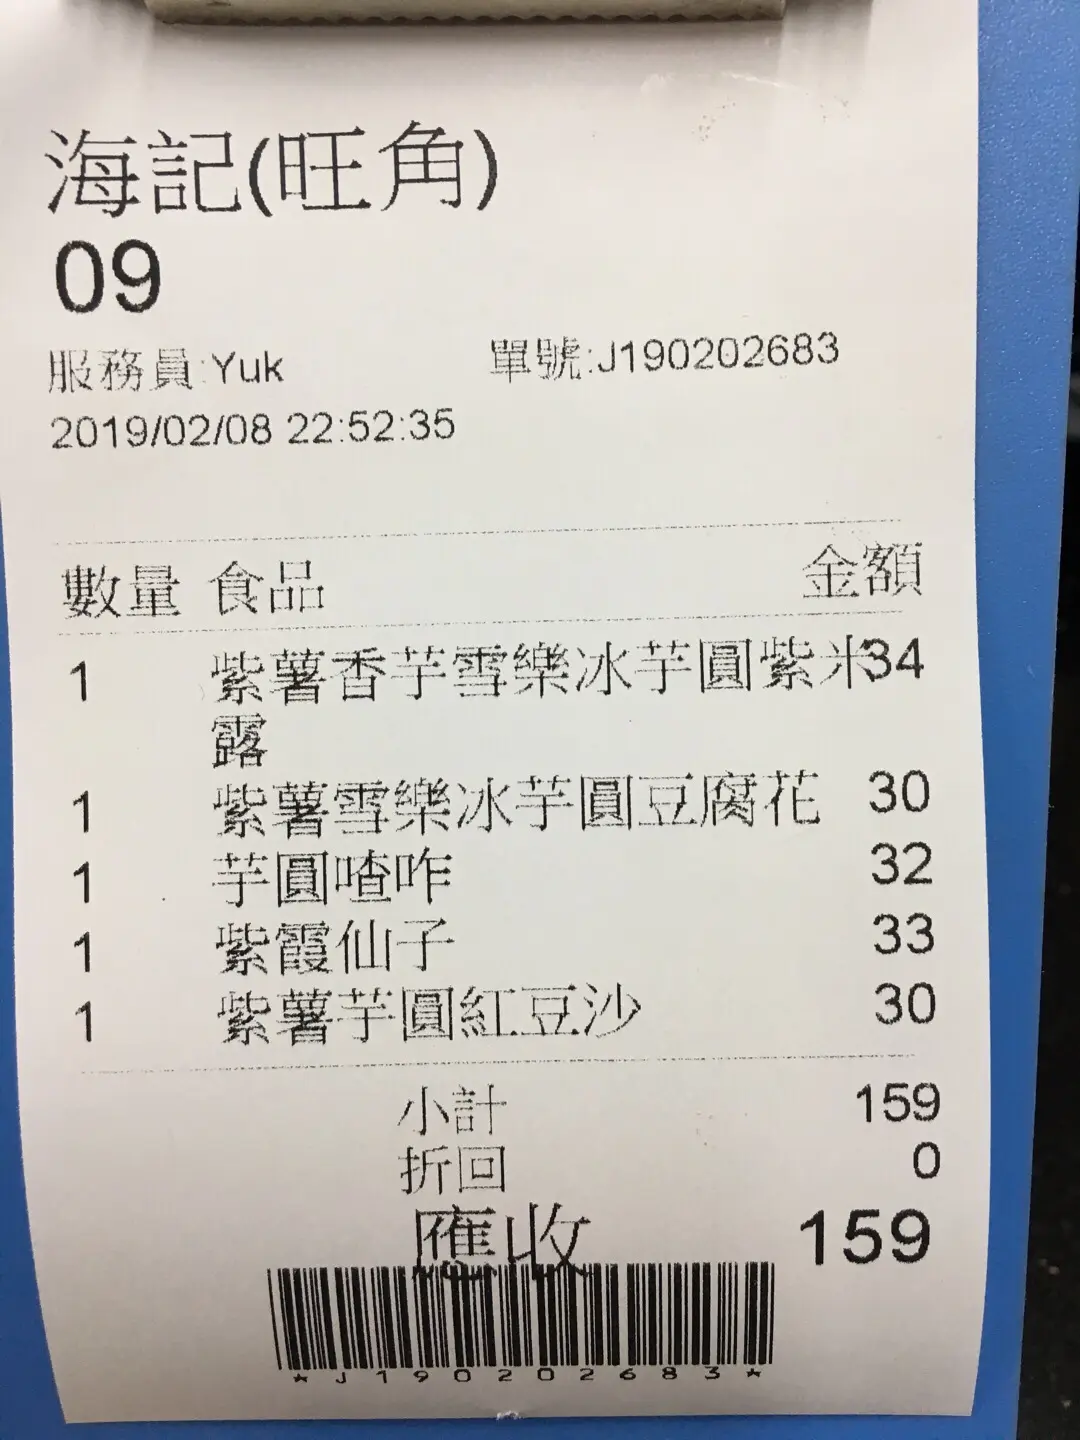 海記(旺角)
09
服務員:Yuk 單號:J190202683
2019/02/08 22:52:35
數量 食品 金額
1 紫薯香芋雪樂冰芋圓紫米34
露
1 紫薯雪樂冰芋圓豆腐花 30
1 芋圓喳咋 32
1 紫霞仙子 33
1 紫薯芋圓紅豆沙 30
小計 159
折回 0
應收 159
*J190202683*